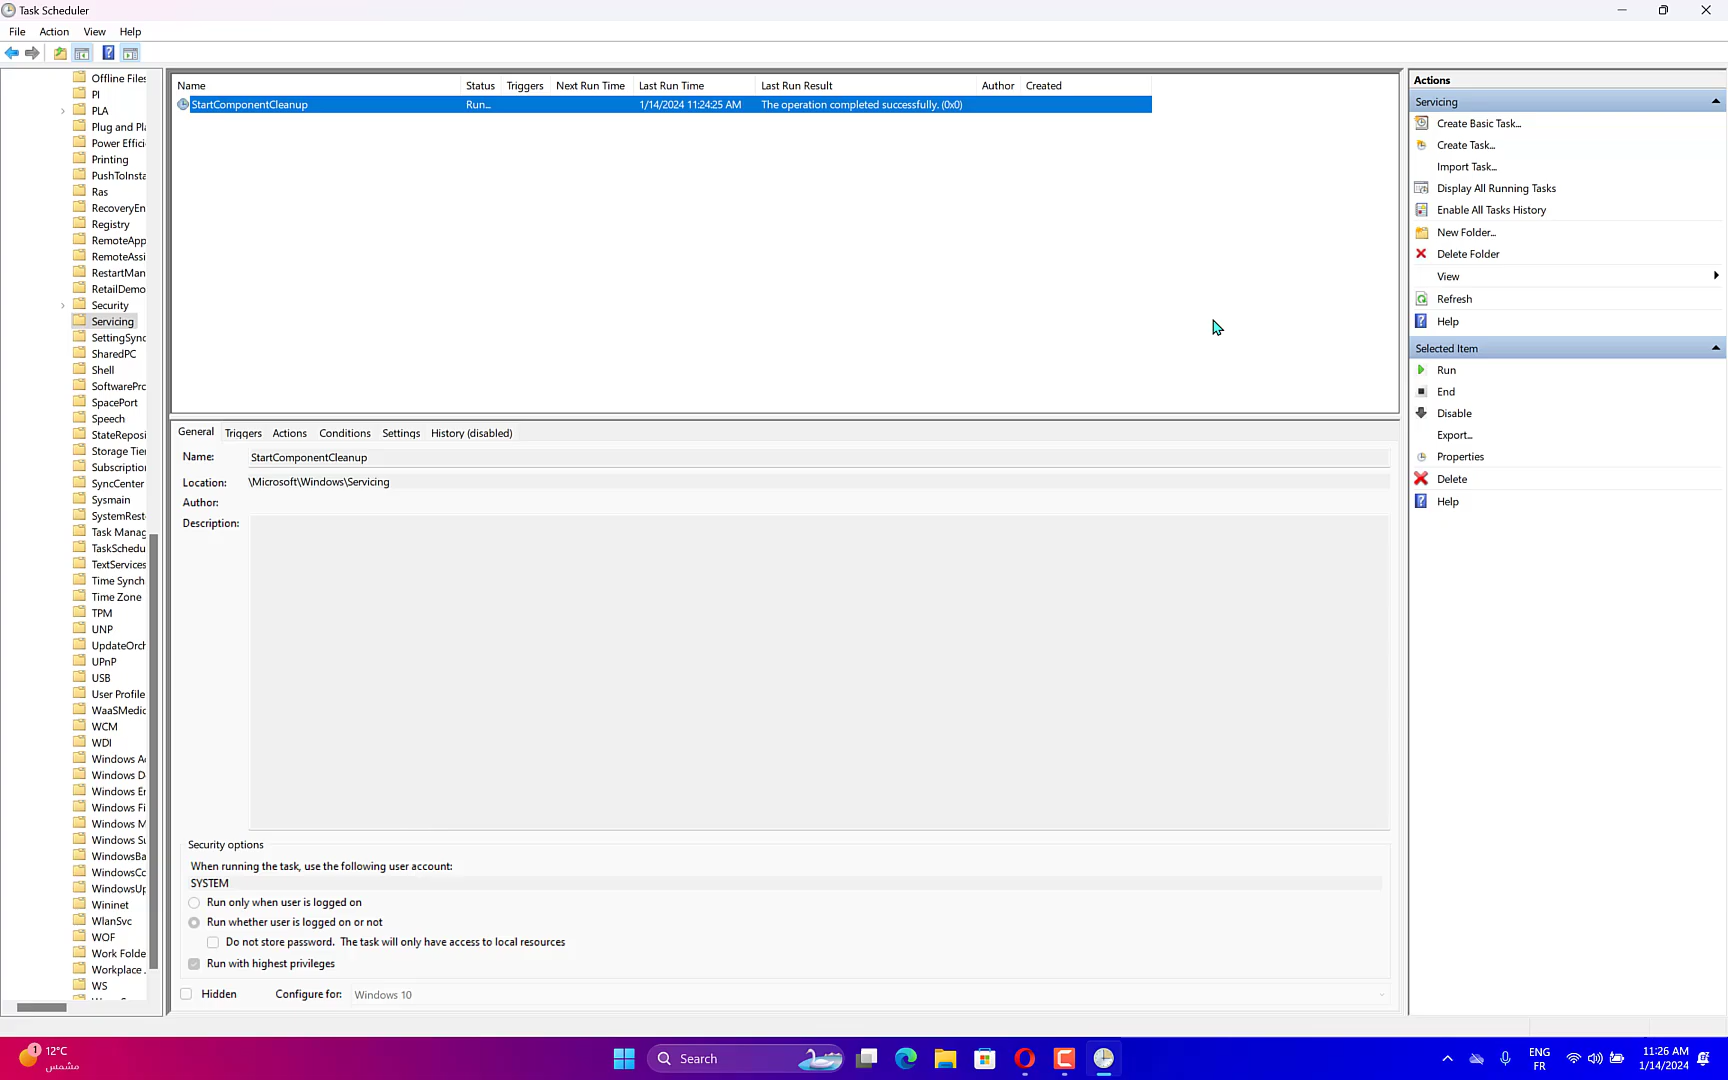 Task Scheduler
File Action View Help
Offline Files
PI
PLA
Plug and Pl
Power Effici
Printing
PushToInsta
Ras
RecoveryEn
Registry
RemoteApp
RemoteAssi
RestartMan
RetailDemo
Security
Servicing
SettingSync
SharedPC
Shell
SoftwarePro
SpacePort
Speech
StateReposi
Storage Tie
Subscription
SyncCenter
Sysmain
SystemRest
Task Manag
TaskSchedu
TextServices
Time Synch
Time Zone
TPM
UNP
UpdateOrch
UPnP
USB
User Profile
WaaSMedic
WCM
WDI
Windows A
Windows D
Windows Er
Windows Fi
Windows M
Windows Su
WindowsBa
WindowsCo
WindowsUp
Wininet
WlanSvc
WOF
Work Folde
Workplace
WS
Name Status Triggers Next Run Time Last Run Time Last Run Result Author Created
StartComponentCleanup Run... 1/14/2024 11:24:25 AM The operation completed successfully. (0x0)
General Triggers Actions Conditions Settings History (disabled)
Name: StartComponentCleanup
Location: \Microsoft\Windows\Servicing
Author:
Description:
Security options
When running the task, use the following user account:
SYSTEM
Run only when user is logged on
Run whether user is logged on or not
Do not store password. The task will only have access to local resources
Run with highest privileges
Hidden Configure for: Windows 10
Actions
Servicing
Create Basic Task...
Create Task...
Import Task...
Display All Running Tasks
Enable All Tasks History
New Folder...
Delete Folder
View
Refresh
Help
Selected Item
Run
End
Disable
Export...
Properties
Delete
Help
1
12°C
مشمس
Search
ENG
FR
11:26 AM
1/14/2024